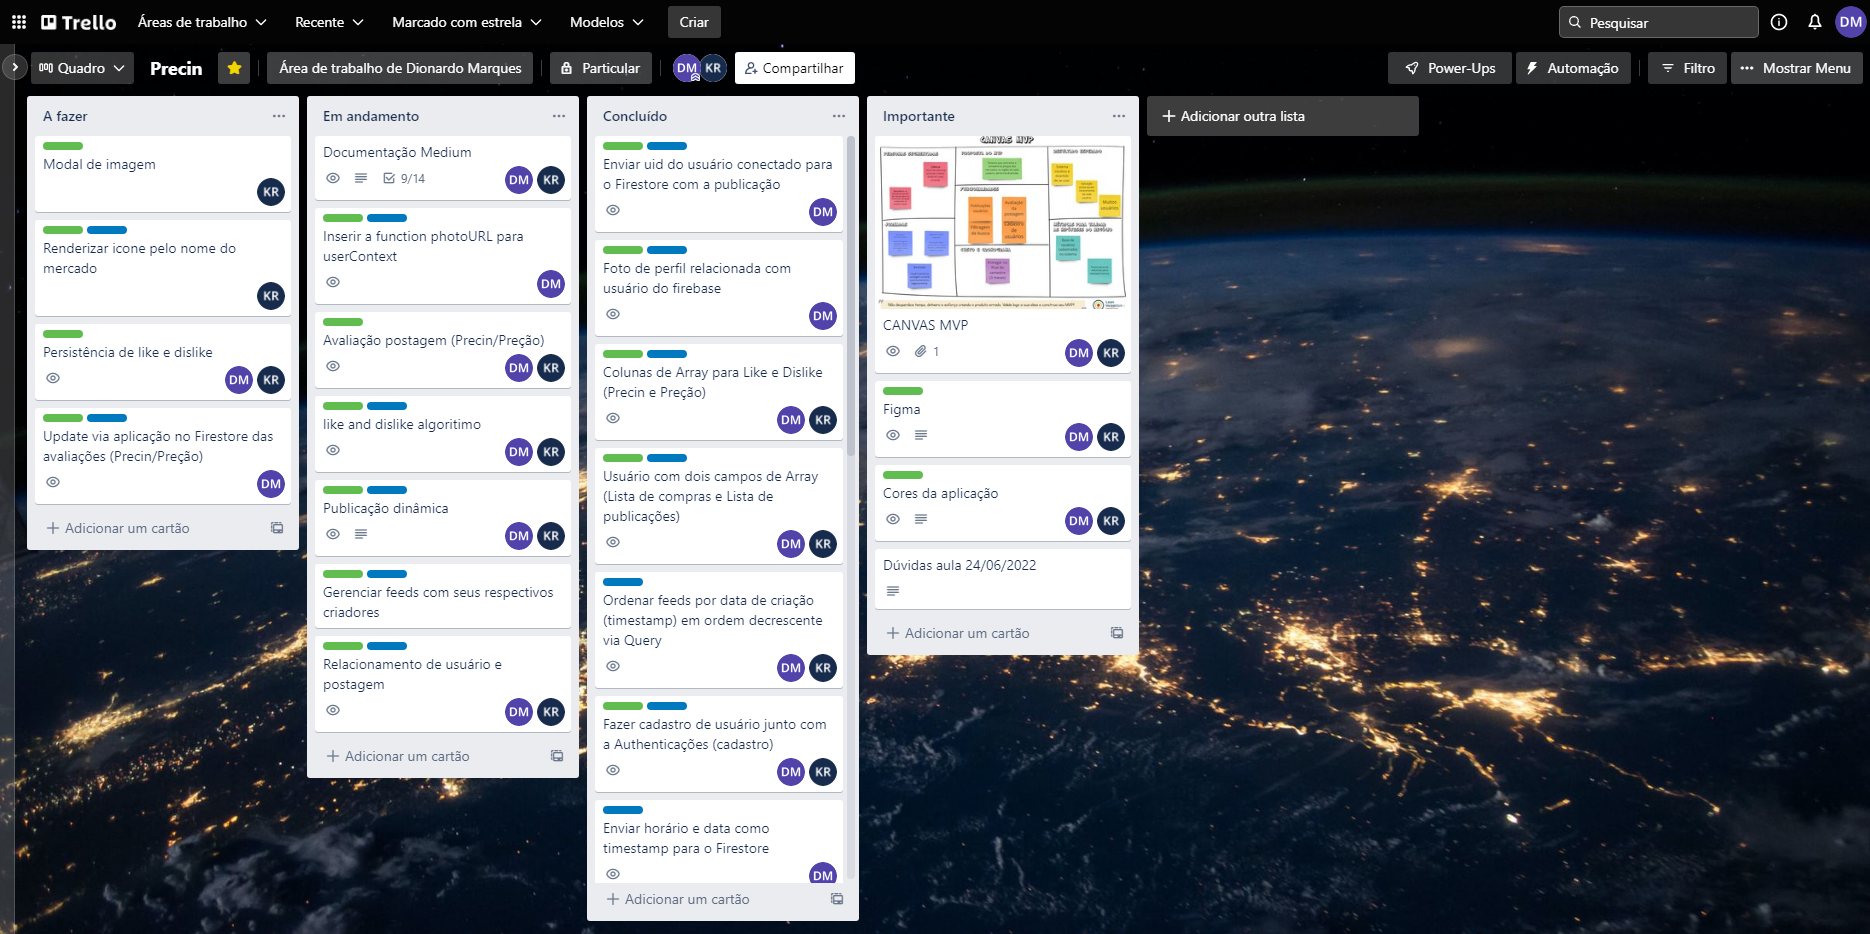 Trello
Áreas de trabalho
Recente
Marcado com estrela
Modelos
Criar
Pesquisar
DM
Quadro
Precin
Área de trabalho de Dionardo Marques
Particular
DM
KR
Compartilhar
Power-Ups
Automação
Filtro
Mostrar Menu
A fazer
Modal de imagem
KR
Renderizar icone pelo nome do
mercado
KR
Persistência de like e dislike
DM KR
Update via aplicação no Firestore das
avaliações (Precin/Preção)
DM
Adicionar um cartão
Em andamento
Documentação Medium
9/14
DM KR
Inserir a function photoURL para
userContext
DM
Avaliação postagem (Precin/Preção)
DM KR
like and dislike algoritimo
DM KR
Publicação dinâmica
DM KR
Gerenciar feeds com seus respectivos
criadores
Relacionamento de usuário e
postagem
DM KR
Adicionar um cartão
Concluído
Enviar uid do usuário conectado para
o Firestore com a publicação
DM
Foto de perfil relacionada com
usuário do firebase
DM
Colunas de Array para Like e Dislike
(Precin e Preção)
DM KR
Usuário com dois campos de Array
(Lista de compras e Lista de
publicações)
DM KR
Ordenar feeds por data de criação
(timestamp) em ordem decrescente
via Query
DM KR
Fazer cadastro de usuário junto com
a Authenticações (cadastro)
DM KR
Enviar horário e data como
timestamp para o Firestore
DM
Adicionar um cartão
Importante
CANVAS MVP
CANVAS MVP
1
DM KR
Figma
DM KR
Cores da aplicação
DM KR
Dúvidas aula 24/06/2022
Adicionar um cartão
Adicionar outra lista